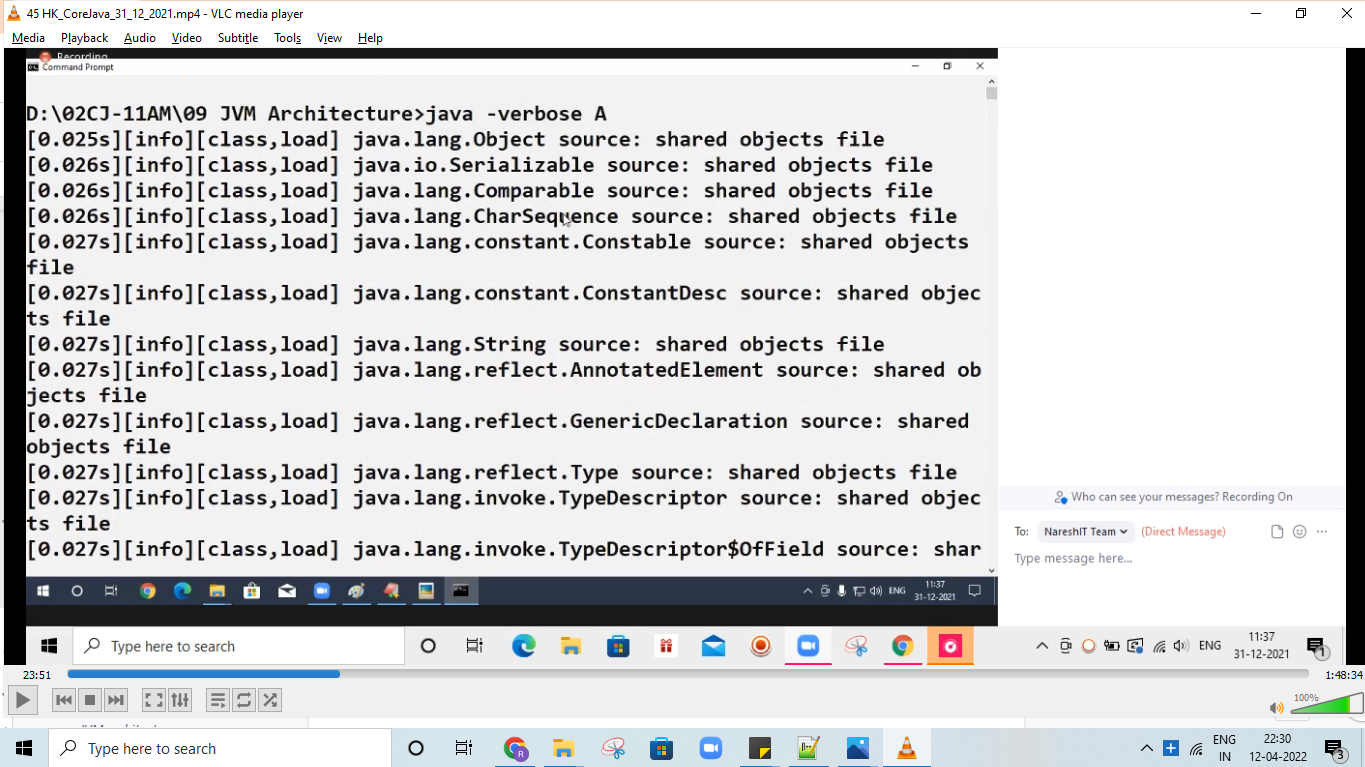 45 HK_CoreJava_31_12_2021.mp4 - VLC media player
Media Playback Audio Video Subtitle Tools View Help
Recording
Command Prompt
D:\02CJ-11AM\09 JVM Architecture>java -verbose A
[0.025s][info][class,load] java.lang.Object source: shared objects file
[0.026s][info][class,load] java.io.Serializable source: shared objects file
[0.026s][info][class,load] java.lang.Comparable source: shared objects file
[0.026s][info][class,load] java.lang.CharSequence source: shared objects file
[0.027s][info][class,load] java.lang.constant.Constable source: shared objects
file
[0.027s][info][class,load] java.lang.constant.ConstantDesc source: shared objec
ts file
[0.027s][info][class,load] java.lang.String source: shared objects file
[0.027s][info][class,load] java.lang.reflect.AnnotatedElement source: shared ob
jects file
[0.027s][info][class,load] java.lang.reflect.GenericDeclaration source: shared
objects file
[0.027s][info][class,load] java.lang.reflect.Type source: shared objects file
[0.027s][info][class,load] java.lang.invoke.TypeDescriptor source: shared objec
ts file
[0.027s][info][class,load] java.lang.invoke.TypeDescriptor$OfField source: shar
Who can see your messages? Recording On
To: NareshIT Team (Direct Message)
Type message here...
ENG
11:37
31-12-2021
Type here to search
ENG
11:37
31-12-2021
1
23:51
1:48:34
100%
Type here to search
R
ENG
IN
22:30
12-04-2022
3